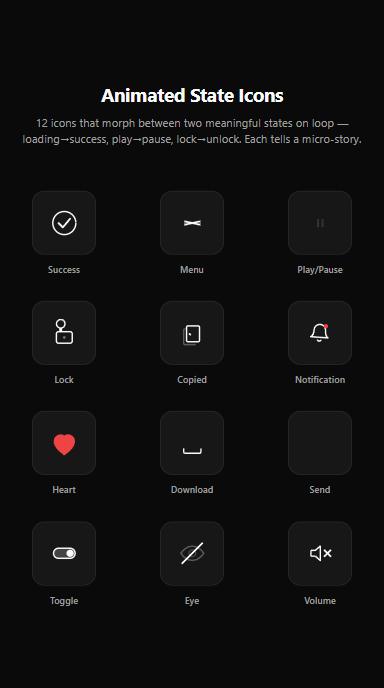 Animated State Icons
12 icons that morph between two meaningful states on loop —
loading→success, play→pause, lock→unlock. Each tells a micro-story.
Success
Menu
Play/Pause
Lock
Copied
Notification
Heart
Download
Send
Toggle
Eye
Volume